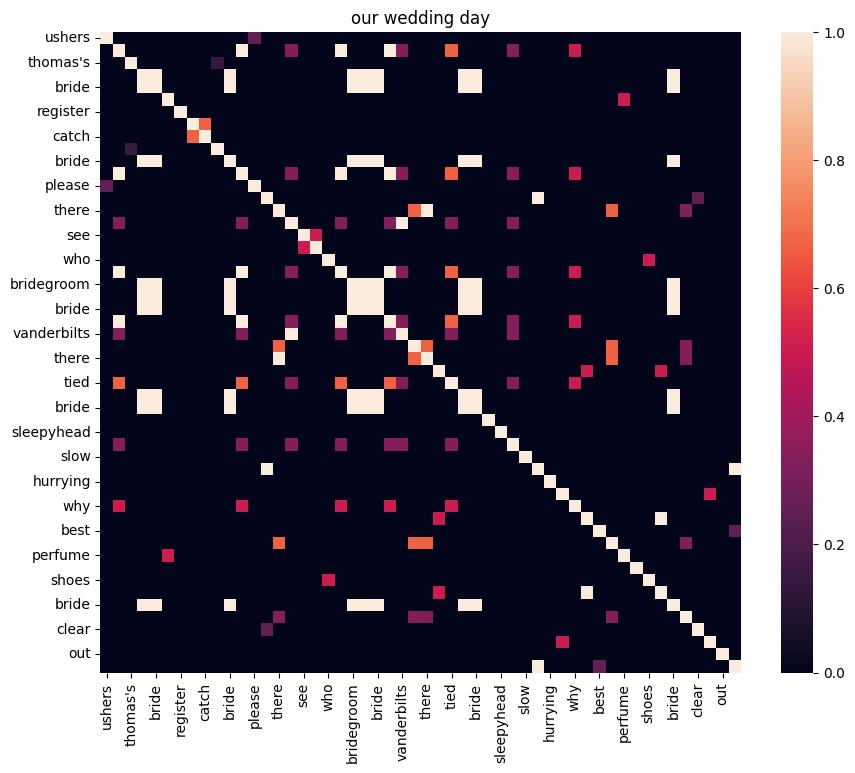 our wedding day
ushers
thomas's
bride
register
catch
bride
please
there
see
who
bridegroom
bride
vanderbilts
there
tied
bride
sleepyhead
slow
hurrying
why
best
perfume
shoes
bride
clear
out
ushers
thomas's
bride
register
catch
bride
please
there
see
who
bridegroom
bride
vanderbilts
there
tied
bride
sleepyhead
slow
hurrying
why
best
perfume
shoes
bride
clear
out
1.0
0.8
0.6
0.4
0.2
0.0